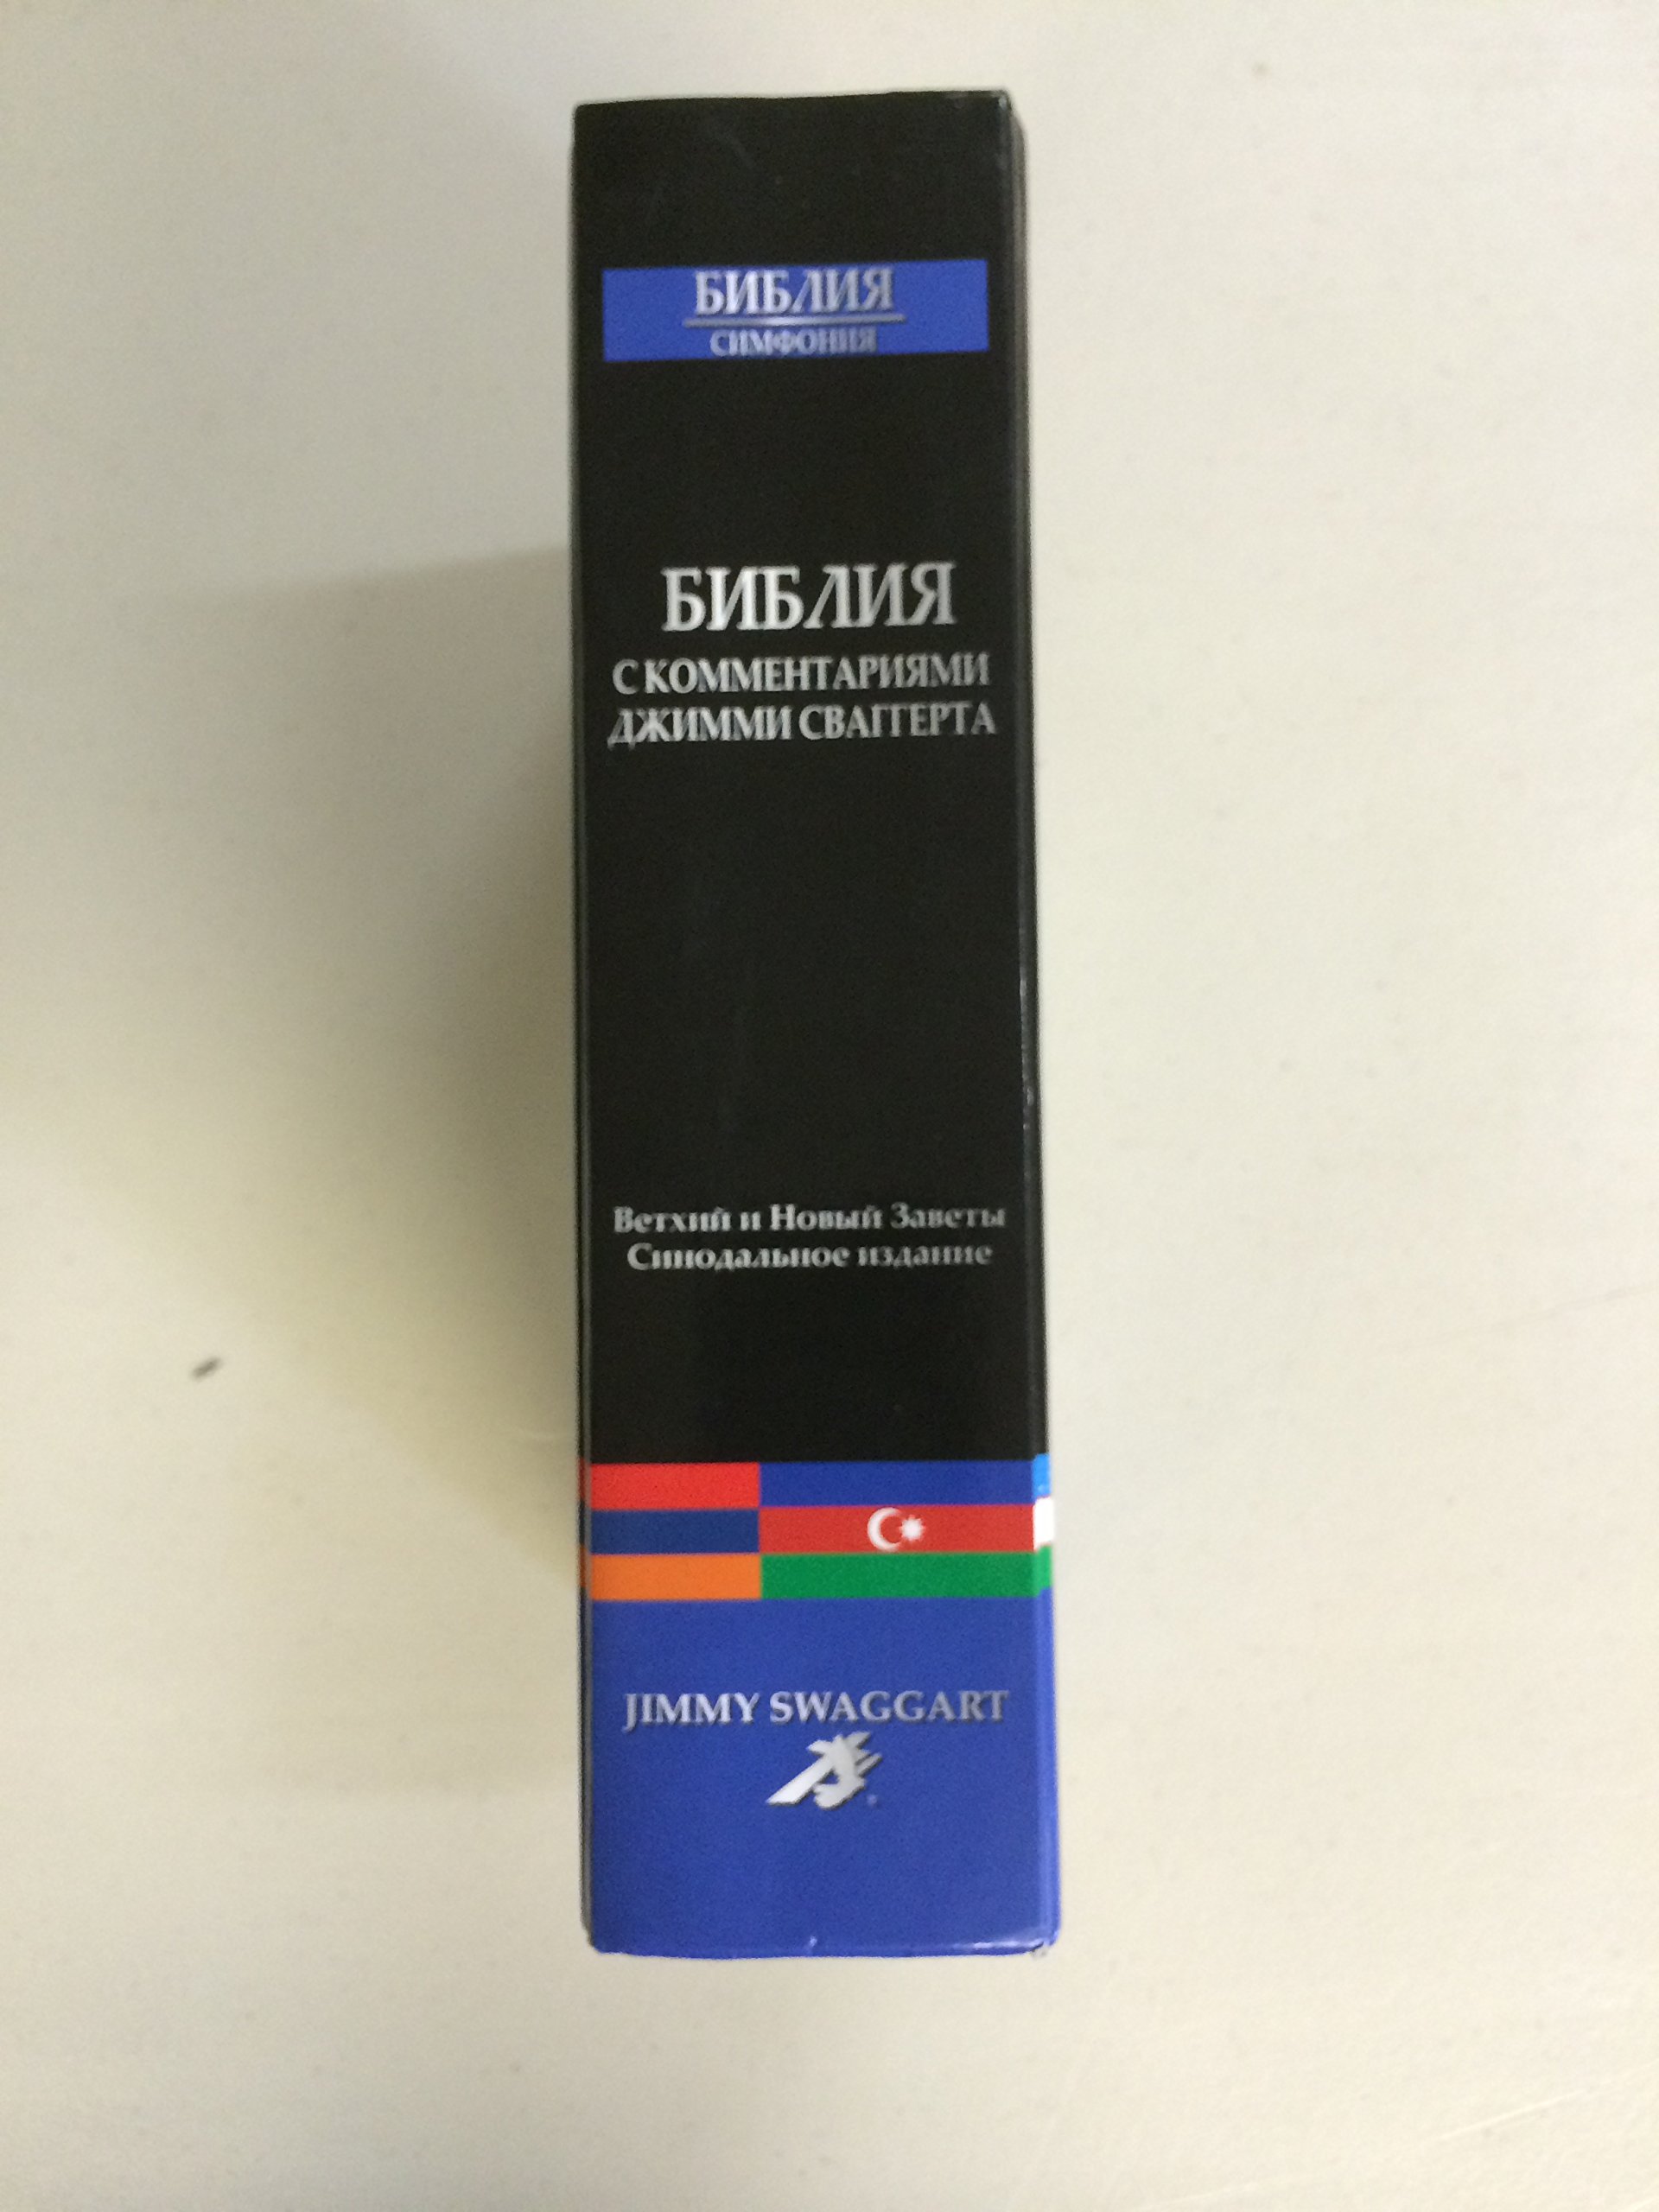 БИБЛИЯ
СИМФОНИЯ
БИБЛИЯ
С КОММЕНТАРИЯМИ
ДЖИММИ СВАГГЕРТА
Ветхий и Новый Заветы
Синодальное издание
JIMMY SWAGGART